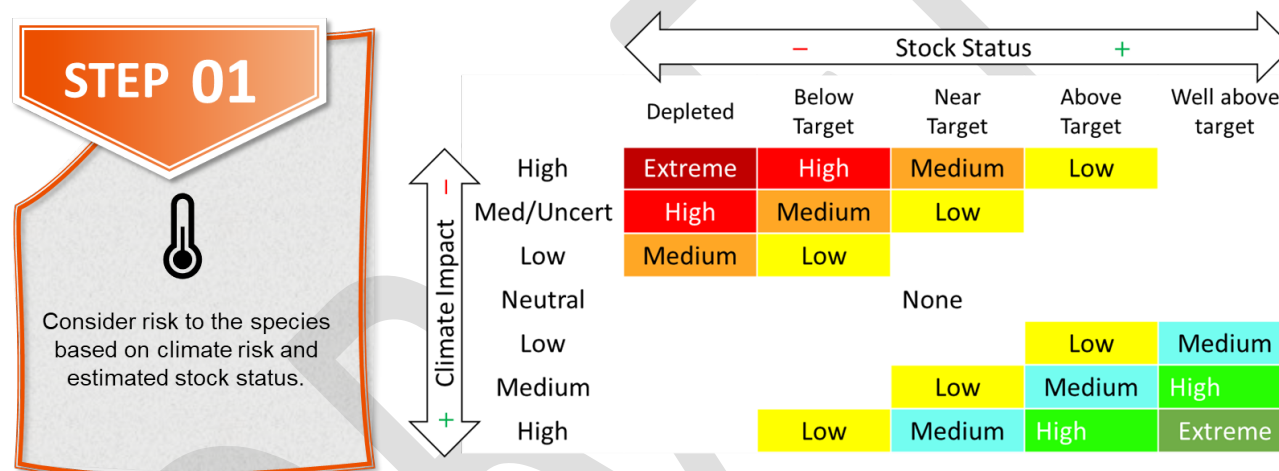 STEP 01
Consider risk to the species
based on climate risk and
estimated stock status.
− Stock Status +
Depleted Below Target Near Target Above Target Well above target
− Climate Impact +
High Extreme High Medium Low
Med/Uncert High Medium Low
Low Medium Low
Neutral None
Low Low Medium
Medium Low Medium High
High Low Medium High Extreme